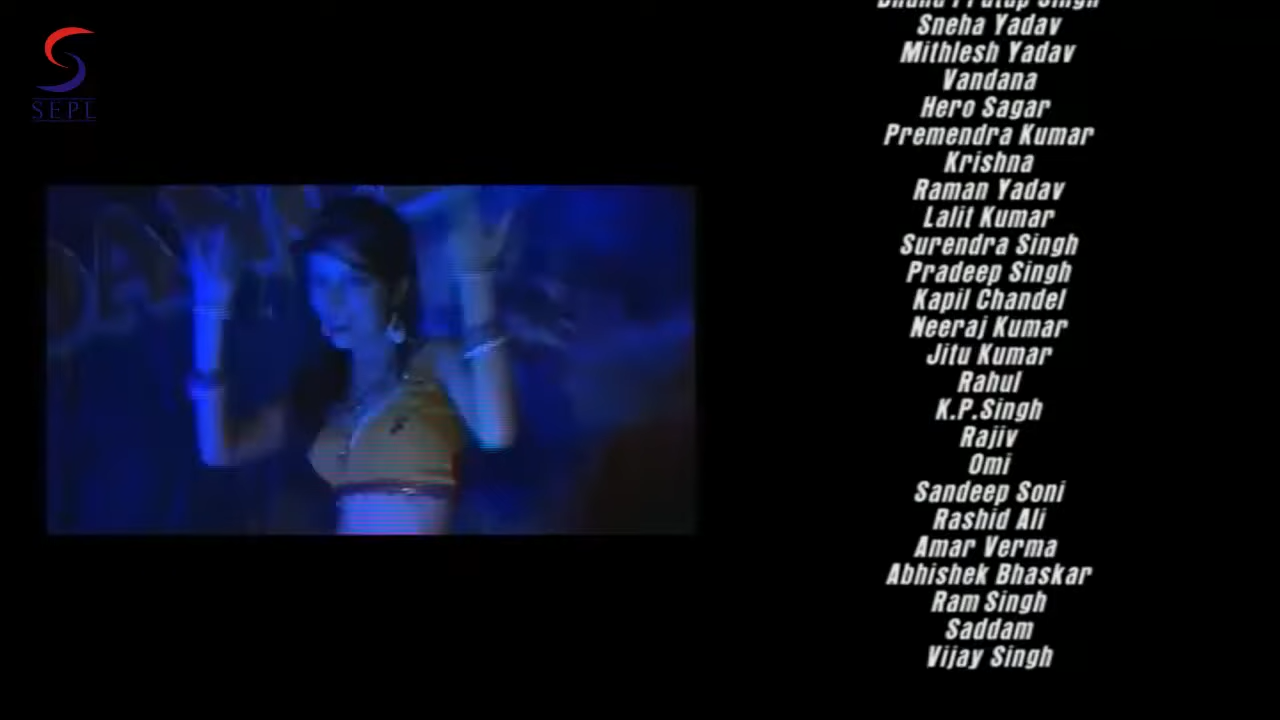 SEPL
Sneha Yadav
Mithlesh Yadav
Vandana
Hero Sagar
Premendra Kumar
Krishna
Raman Yadav
Lalit Kumar
Surendra Singh
Pradeep Singh
Kapil Chandel
Neeraj Kumar
Jitu Kumar
Rahul
K.P.Singh
Rajiv
Omi
Sandeep Soni
Rashid Ali
Amar Verma
Abhishek Bhaskar
Ram Singh
Saddam
Vijay Singh